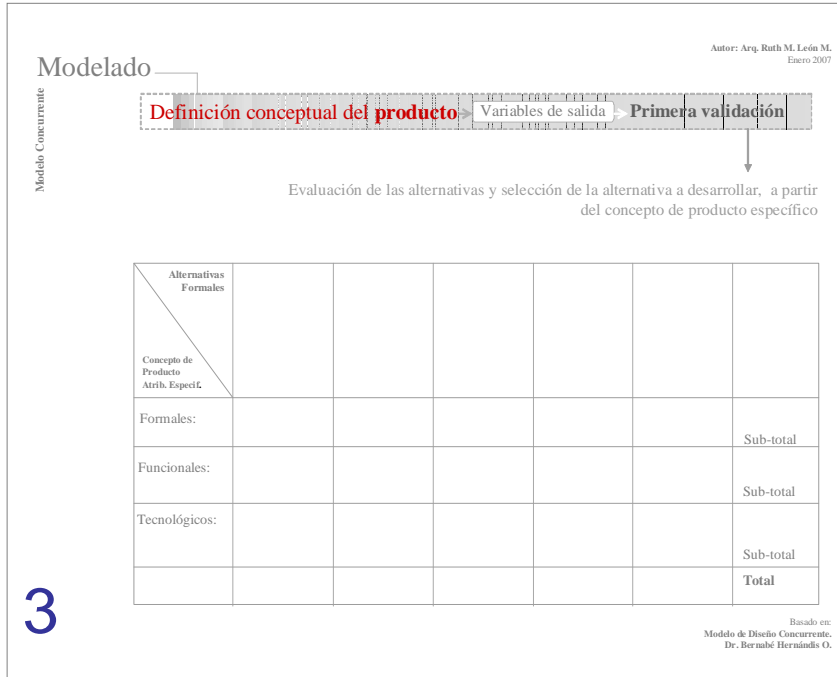 Autor: Arq. Ruth M. León M.
Enero 2007
Modelado
Modelo Concurrente
Definición conceptual del producto
Variables de salida
Primera validación
Evaluación de las alternativas y selección de la alternativa a desarrollar, a partir
del concepto de producto específico
Alternativas
Formales
Concepto de
Producto
Atrib. Especif.
Formales:
Sub-total
Funcionales:
Sub-total
Tecnológicos:
Sub-total
Total
3
Basado en:
Modelo de Diseño Concurrente.
Dr. Bernabé Hernándis O.